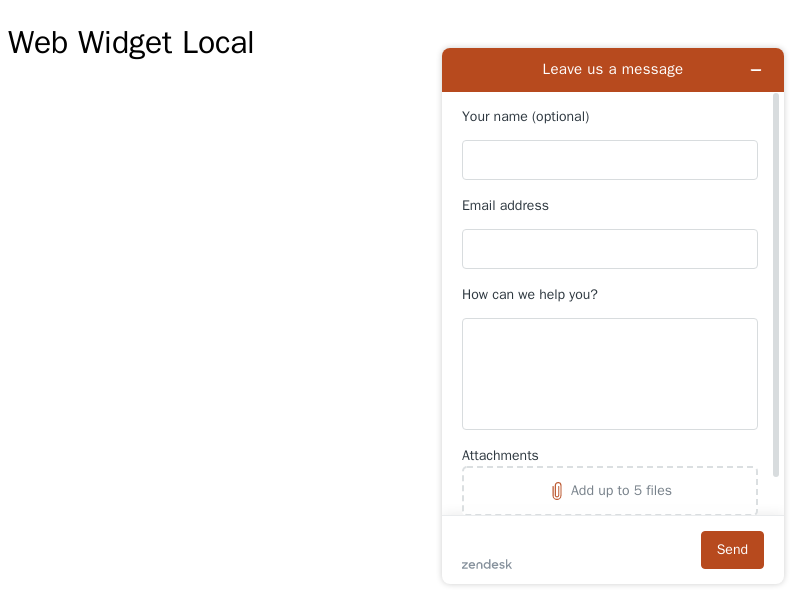 Web Widget Local
Leave us a message
Your name (optional)
Email address
How can we help you?
Attachments
Add up to 5 files
Send
zendesk